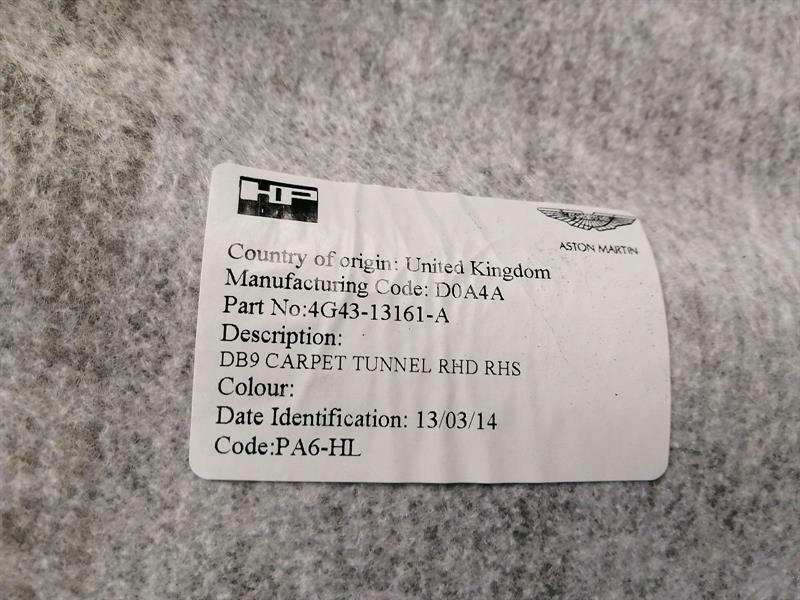 HP
ASTON MARTIN
Country of origin: United Kingdom
Manufacturing Code: D0A4A
Part No:4G43-13161-A
Description:
DB9 CARPET TUNNEL RHD RHS
Colour:
Date Identification: 13/03/14
Code:PA6-HL